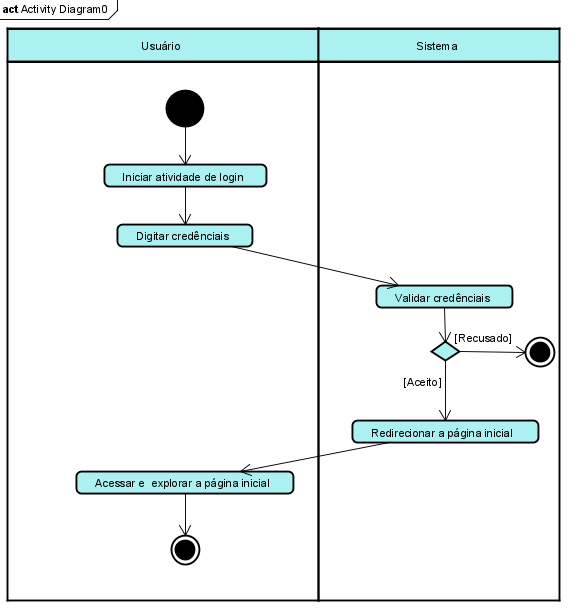 act Activity Diagram0
Usuário
Sistema
Iniciar atividade de login
Digitar credênciais
Validar credênciais
[Recusado]
[Aceito]
Redirecionar a página inicial
Acessar e explorar a página inicial